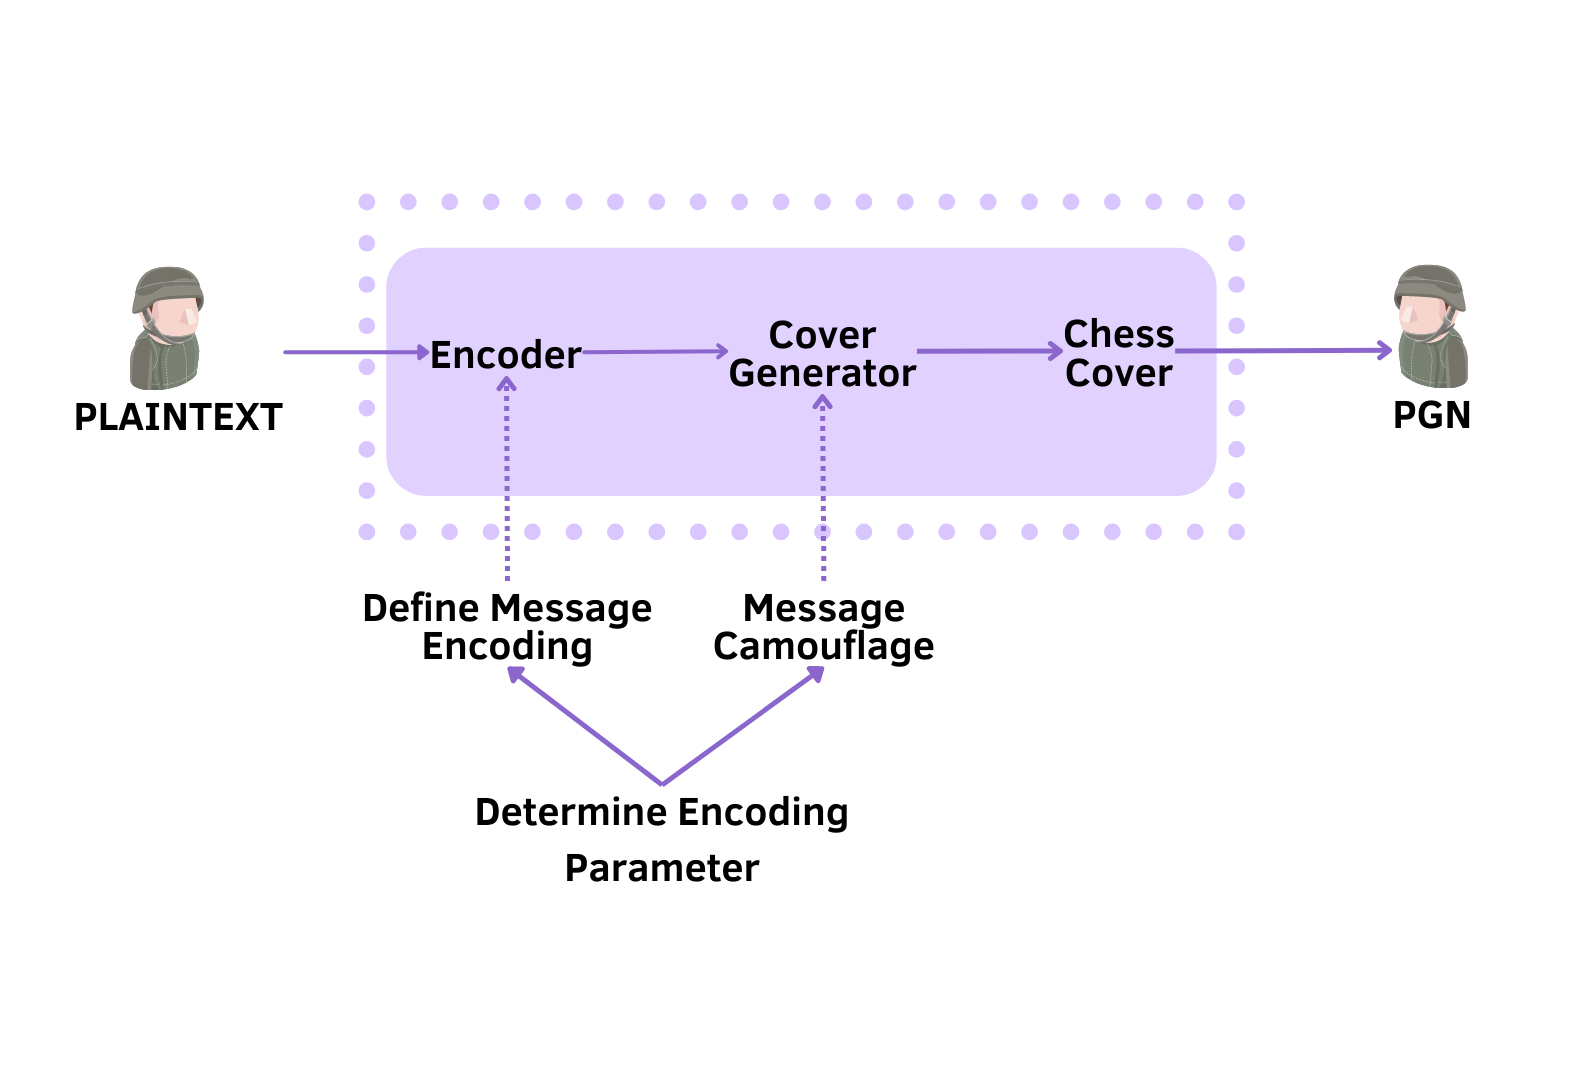 PLAINTEXT
Encoder
Cover
Generator
Chess
Cover
PGN
Define Message
Encoding
Message
Camouflage
Determine Encoding
Parameter